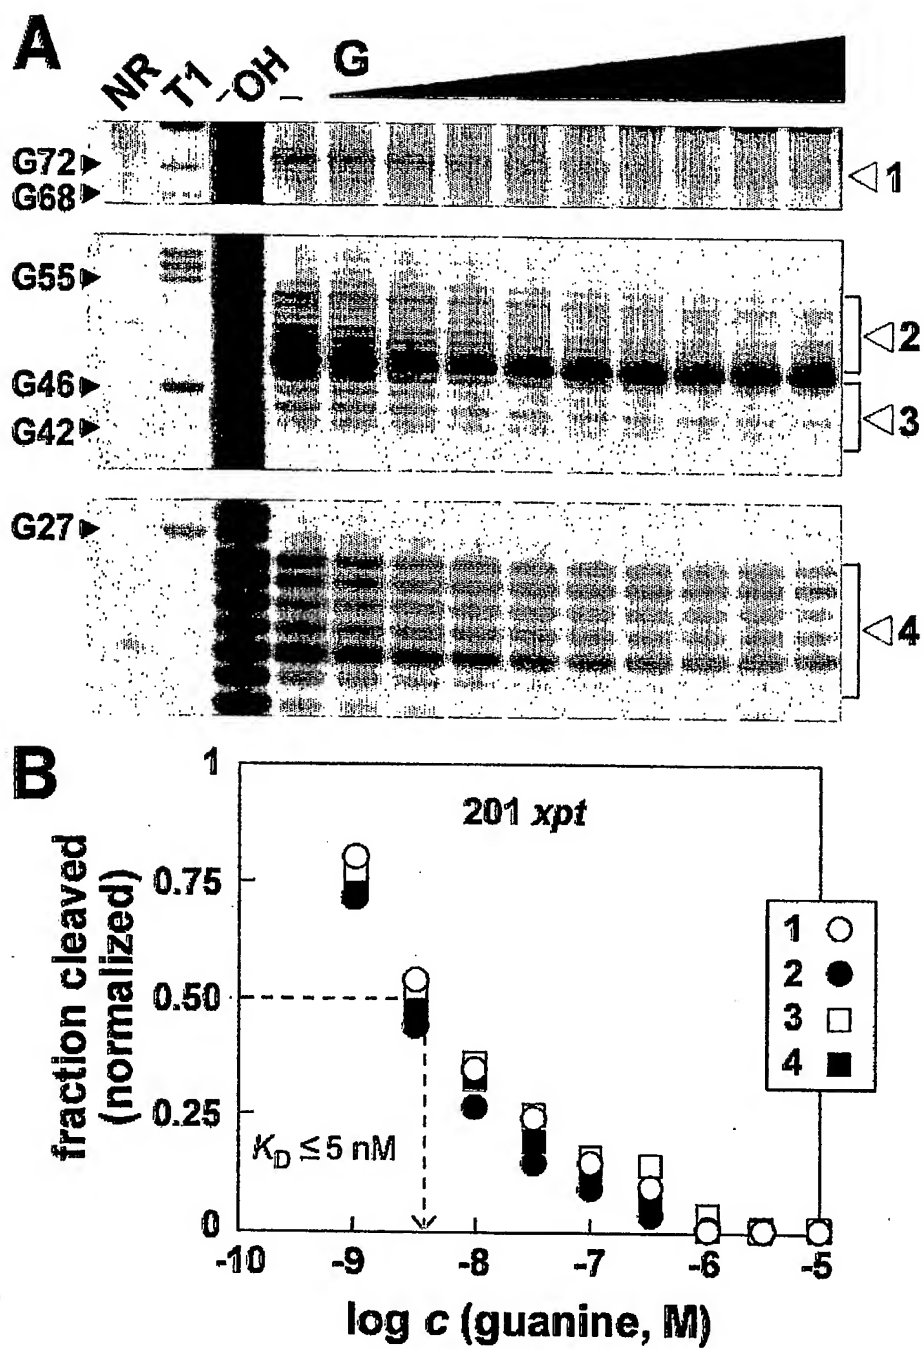 A
NR T1 ⁻OH – G
G72
G68
1
G55
2
G46
G42
3
G27
4
B
1
201 xpt
0.75
0.50
0.25
0
fraction cleaved
(normalized)
K_D ≤ 5 nM
1
2
3
4
-10 -9 -8 -7 -6 -5
log c (guanine, M)